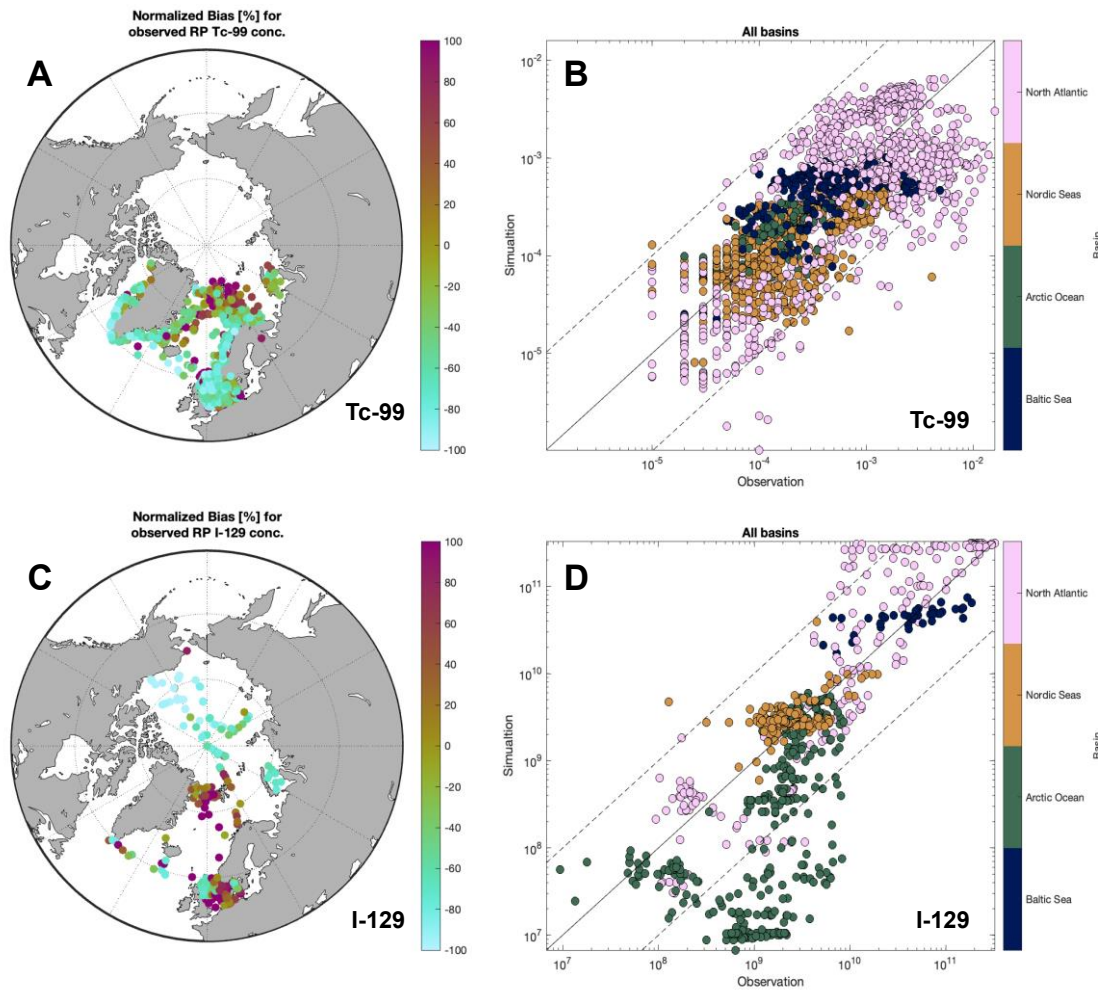 Normalized Bias [%] for
observed RP Tc-99 conc.
A
100
80
60
40
20
0
-20
-40
-60
-80
-100
Tc-99
All basins
B
10⁻²
10⁻³
10⁻⁴
10⁻⁵
Simualtion
10⁻⁵
10⁻⁴
10⁻³
10⁻²
Observation
Tc-99
North Atlantic
Nordic Seas
Arctic Ocean
Baltic Sea
Basin
Normalized Bias [%] for
observed RP I-129 conc.
C
100
80
60
40
20
0
-20
-40
-60
-80
-100
I-129
All basins
D
10¹¹
10¹⁰
10⁹
10⁸
10⁷
Simualtion
10⁷
10⁸
10⁹
10¹⁰
10¹¹
Observation
I-129
North Atlantic
Nordic Seas
Arctic Ocean
Baltic Sea
Basin